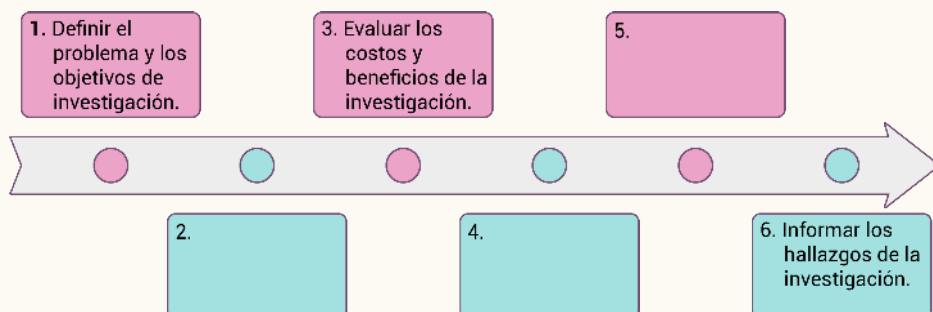 1. Definir el
problema y los
objetivos de
investigación.
2.
3. Evaluar los
costos y
beneficios de la
investigación.
4.
5.
6. Informar los
hallazgos de la
investigación.